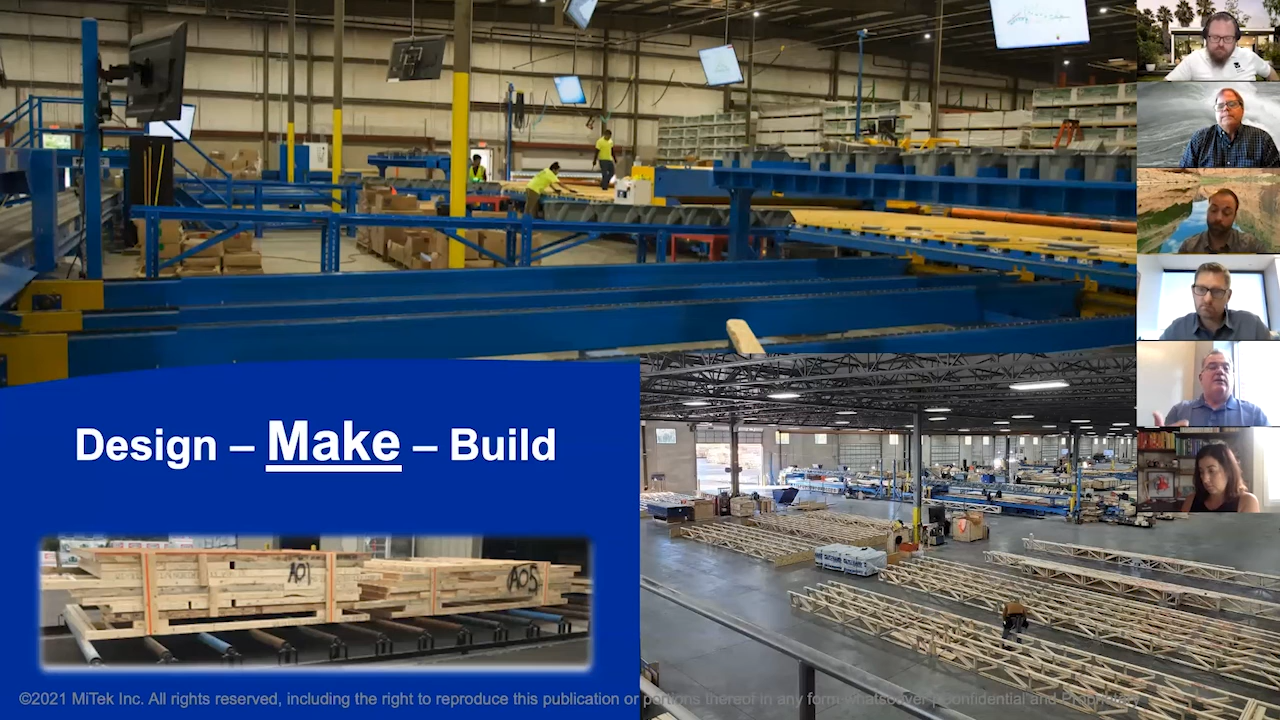 Design – Make – Build
A01
A05
©2021 MiTek Inc. All rights reserved, including the right to reproduce this publication or portions thereof in any form whatsoever | Confidential and Proprietary